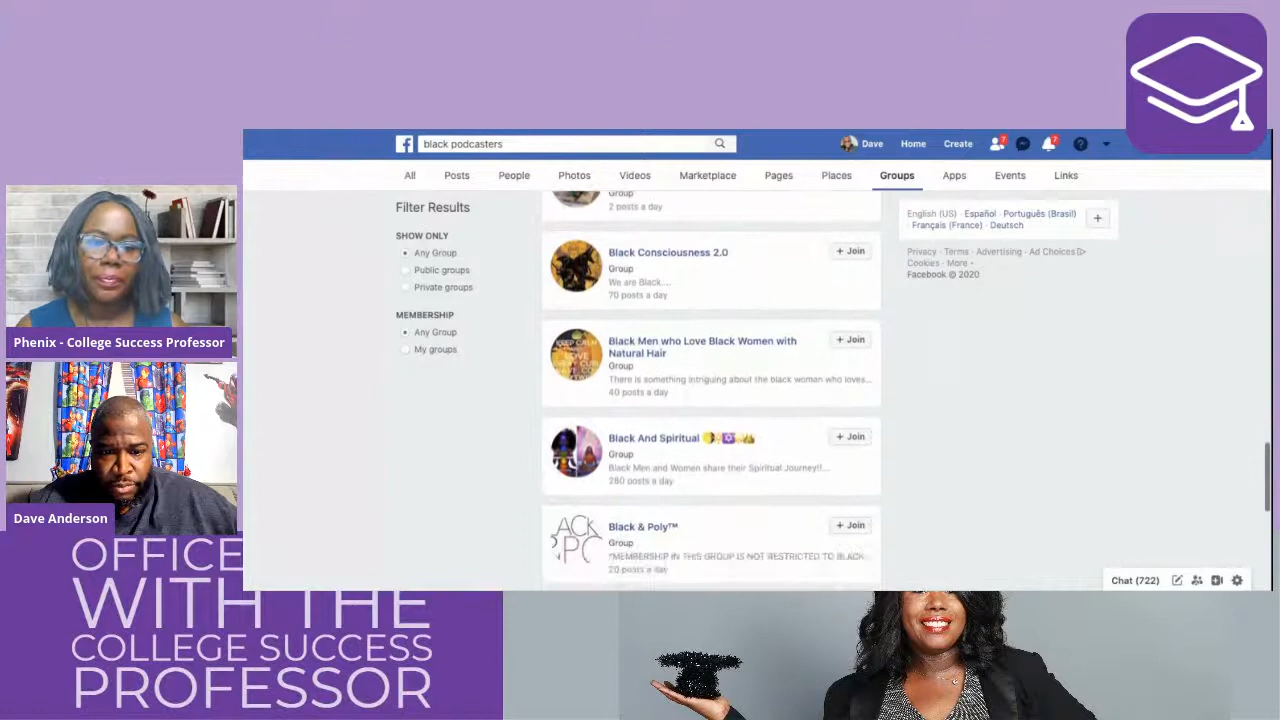 black podcasters
Dave Home Create 7 7
All Posts People Photos Videos Marketplace Pages Places Groups Apps Events Links
Filter Results
SHOW ONLY
Any Group
Public groups
Private groups
MEMBERSHIP
Any Group
My groups
Group
2 posts a day
Black Consciousness 2.0
+ Join
Group
We are Black....
70 posts a day
Black Men who Love Black Women with
Natural Hair
+ Join
Group
There is something intriguing about the black woman who loves...
40 posts a day
Black And Spiritual
+ Join
Group
Black Men and Women share their Spiritual Journey!!...
280 posts a day
Black & Poly™
+ Join
Group
"MEMBERSHIP IN THIS GROUP IS NOT RESTRICTED TO BLACK...
20 posts a day
English (US) · Español · Português (Brasil)
· Français (France) · Deutsch
+
Privacy · Terms · Advertising · Ad Choices
Cookies · More
Facebook © 2020
Chat (722)
Phenix - College Success Professor
Dave Anderson
OFFICE
WITH THE
COLLEGE SUCCESS
PROFESSOR